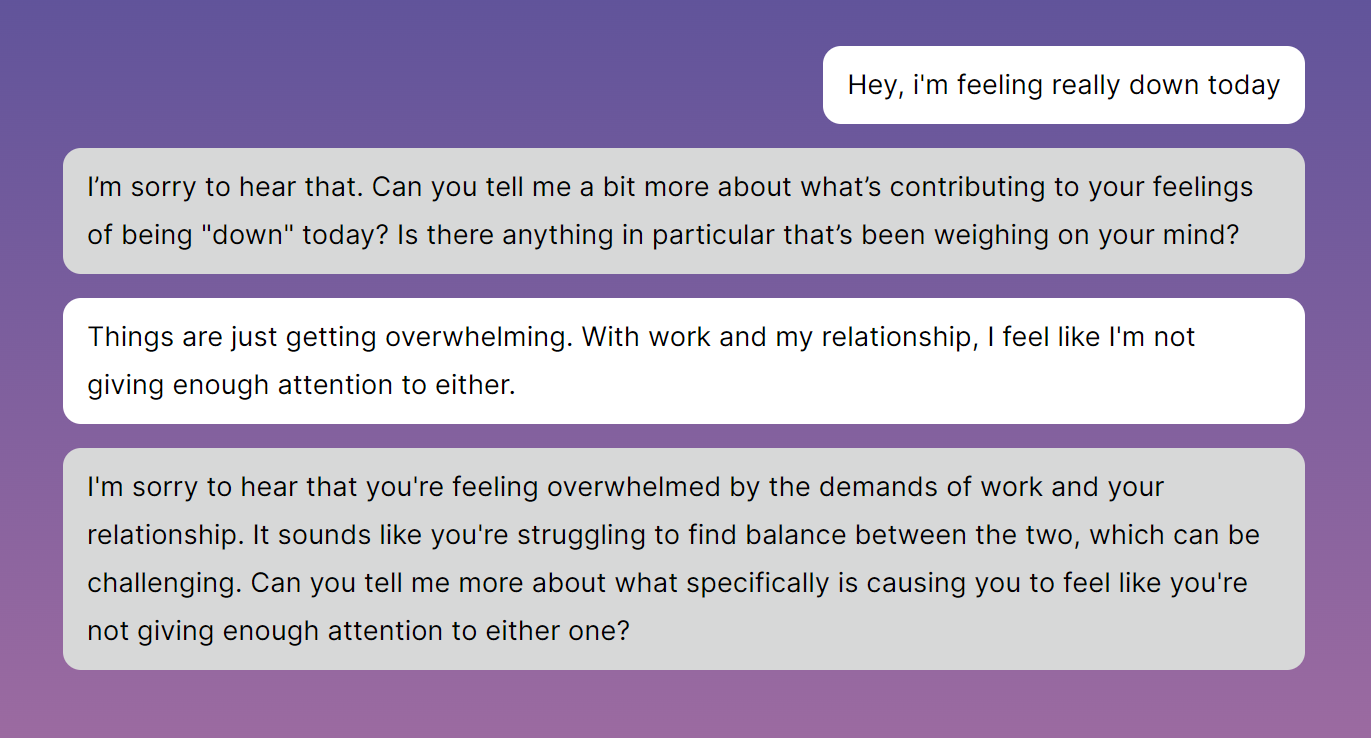 Hey, i'm feeling really down today
I’m sorry to hear that. Can you tell me a bit more about what’s contributing to your feelings
of being "down" today? Is there anything in particular that’s been weighing on your mind?
Things are just getting overwhelming. With work and my relationship, I feel like I'm not
giving enough attention to either.
I'm sorry to hear that you're feeling overwhelmed by the demands of work and your
relationship. It sounds like you're struggling to find balance between the two, which can be
challenging. Can you tell me more about what specifically is causing you to feel like you're
not giving enough attention to either one?